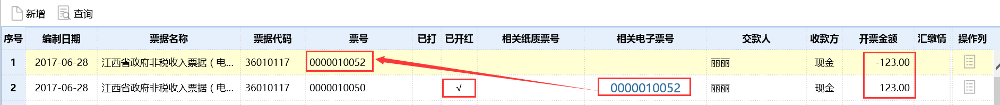 新增 查询
序号 编制日期 票据名称 票据代码 票号 已打 已开红 相关纸质票号 相关电子票号 交款人 收款方 开票金额 汇缴情 操作列
1 2017-06-28 江西省政府非税收入票据（电... 36010117 0000010052 丽丽 现金 -123.00
2 2017-06-28 江西省政府非税收入票据（电... 36010117 0000010050 √ 0000010052 丽丽 现金 123.00